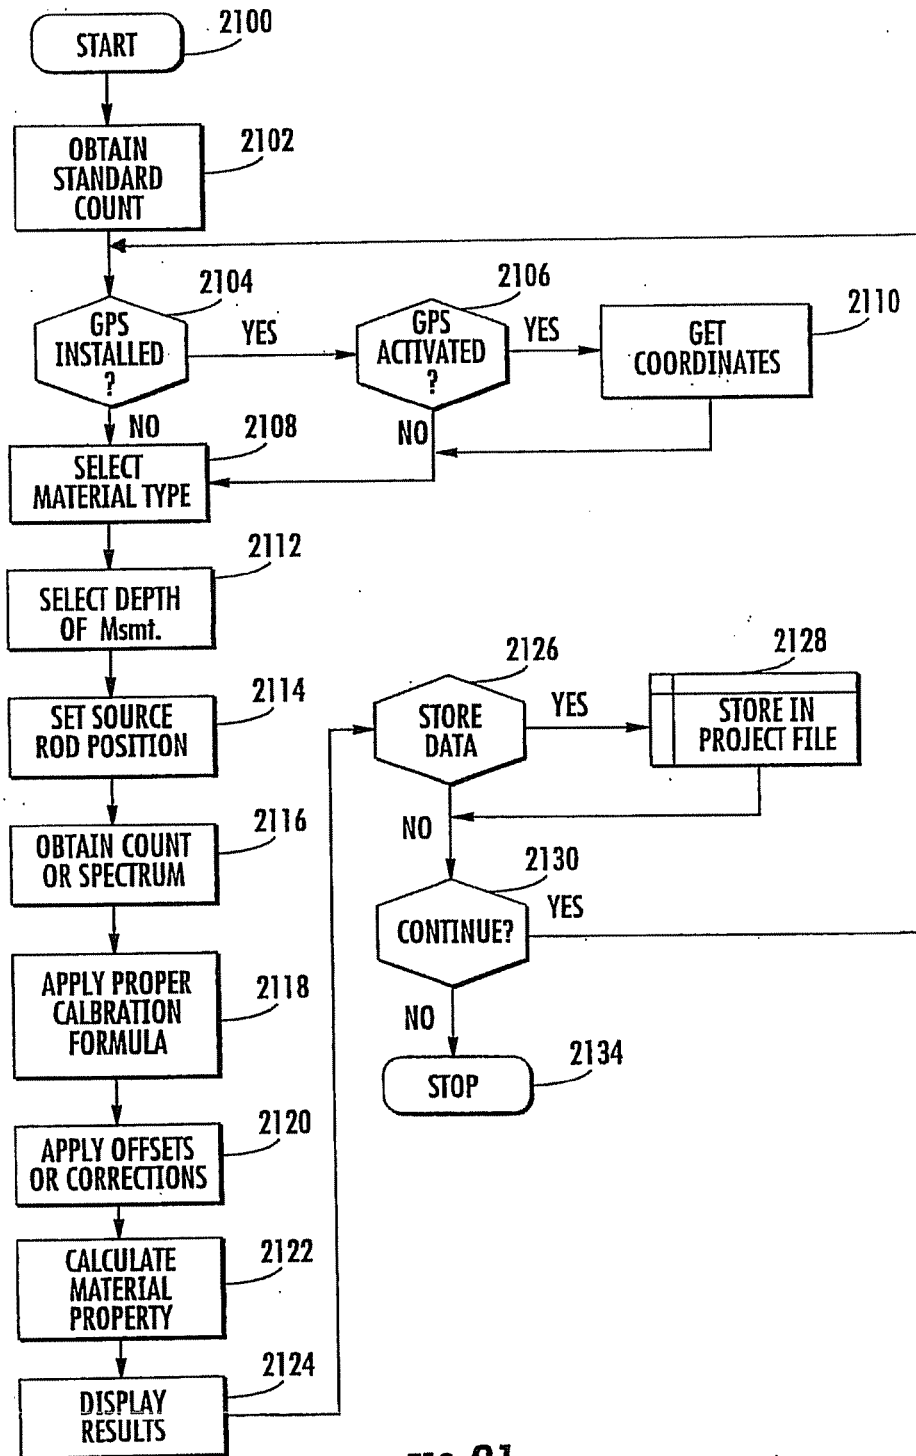 START
2100
OBTAIN
STANDARD
COUNT
2102
GPS
INSTALLED
?
2104
YES
GPS
ACTIVATED
?
2106
YES
GET
COORDINATES
2110
NO
NO
SELECT
MATERIAL TYPE
2108
SELECT DEPTH
OF Msmt.
2112
SET SOURCE
ROD POSITION
2114
OBTAIN COUNT
OR SPECTRUM
2116
APPLY PROPER
CALBRATION
FORMULA
2118
APPLY OFFSETS
OR CORRECTIONS
2120
CALCULATE
MATERIAL
PROPERTY
2122
DISPLAY
RESULTS
2124
STORE
DATA
2126
YES
STORE IN
PROJECT FILE
2128
NO
CONTINUE?
2130
YES
NO
STOP
2134